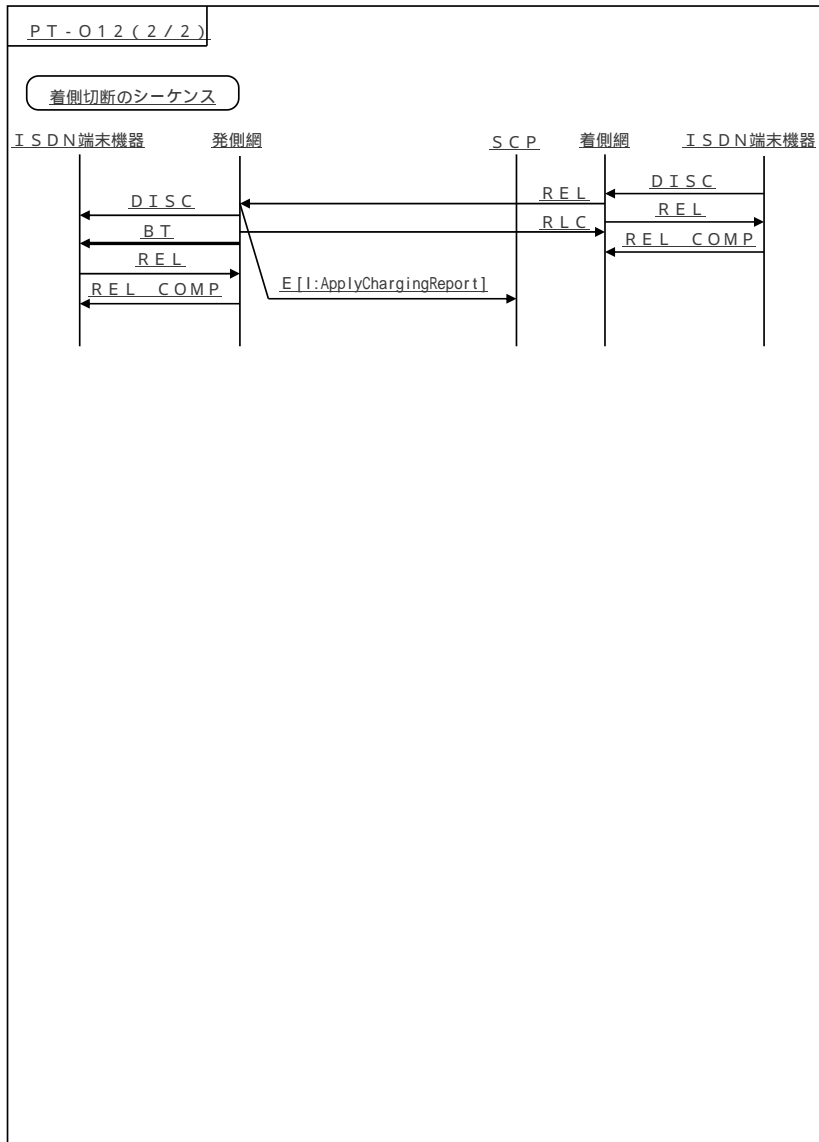 ＰＴ-Ｏ１２(２/２)
着側切断のシーケンス
ＩＳＤＮ端末機器 発側網 ＳＣＰ 着側網 ＩＳＤＮ端末機器
ＤＩＳＣ ＲＥＬ ＤＩＳＣ
ＢＴ ＲＬＣ ＲＥＬ
ＲＥＬ ＲＥＬ ＣＯＭＰ
ＲＥＬ ＣＯＭＰ E[I:ApplyChargingReport]